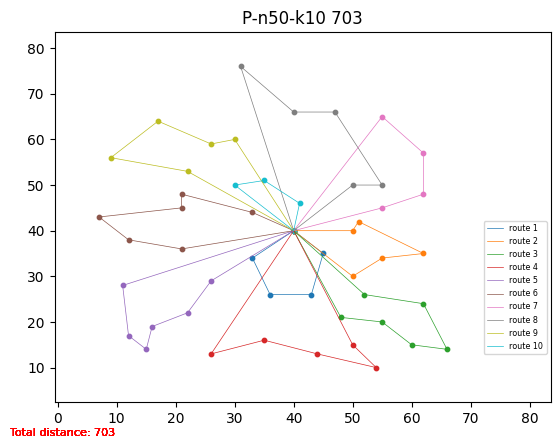 P-n50-k10 703
80
70
60
50
40
30
20
10
0 10 20 30 40 50 60 70 80
route 1
route 2
route 3
route 4
route 5
route 6
route 7
route 8
route 9
route 10
Total distance: 703